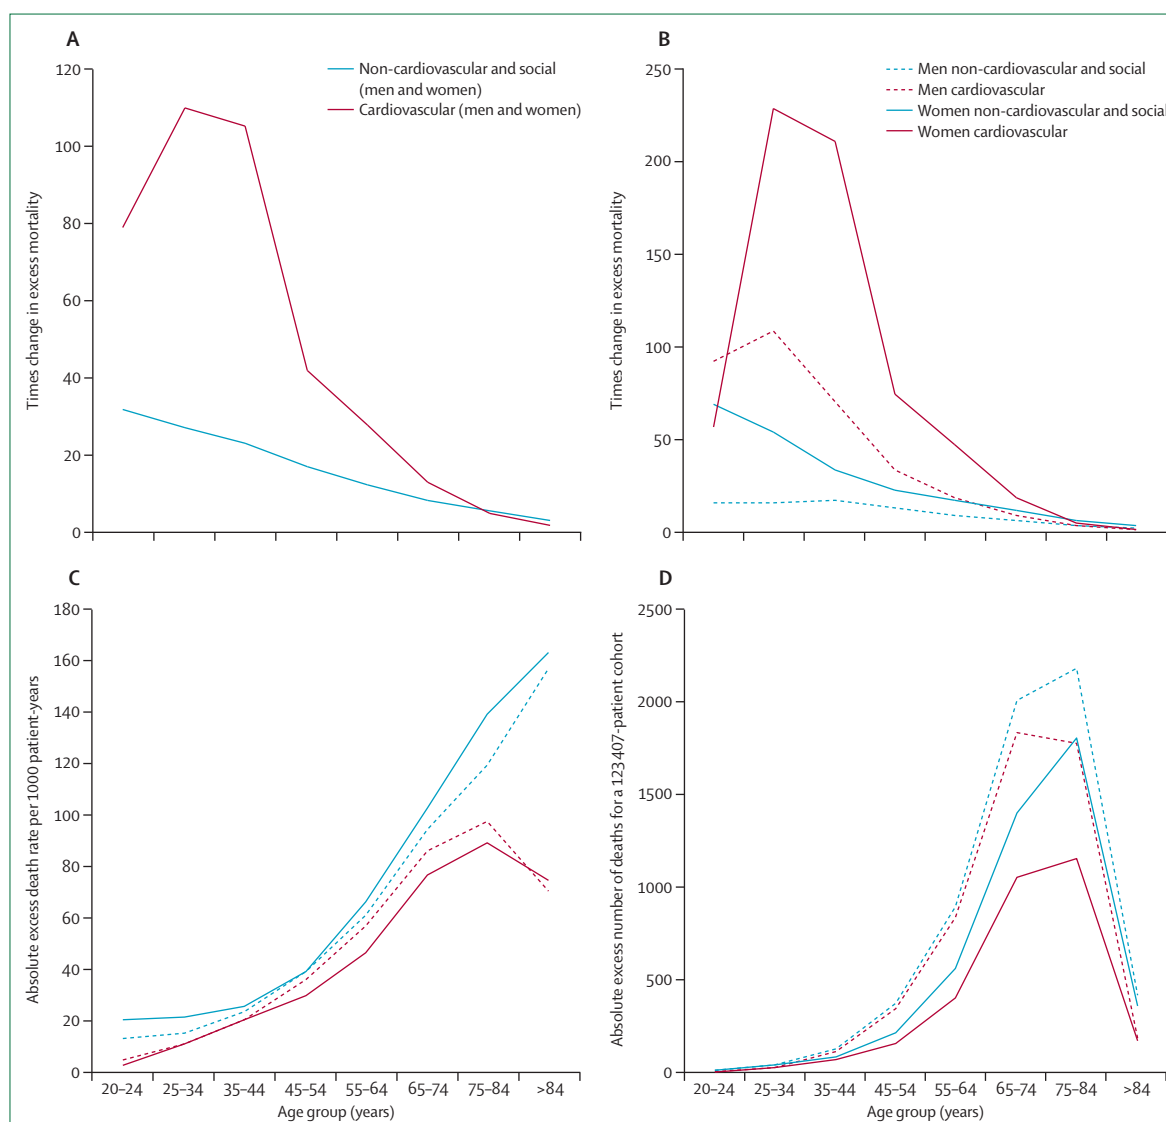 A
Times change in excess mortality
120
100
80
60
40
20
0
Non-cardiovascular and social
(men and women)
Cardiovascular (men and women)
B
Times change in excess mortality
250
200
150
100
50
0
Men non-cardiovascular and social
Men cardiovascular
Women non-cardiovascular and social
Women cardiovascular
C
Absolute excess death rate per 1000 patient-years
180
160
140
120
100
80
60
40
20
0
20–24 25–34 35–44 45–54 55–64 65–74 75–84 >84
Age group (years)
D
Absolute excess number of deaths for a 123 407-patient cohort
2500
2000
1500
1000
500
0
20–24 25–34 35–44 45–54 55–64 65–74 75–84 >84
Age group (years)